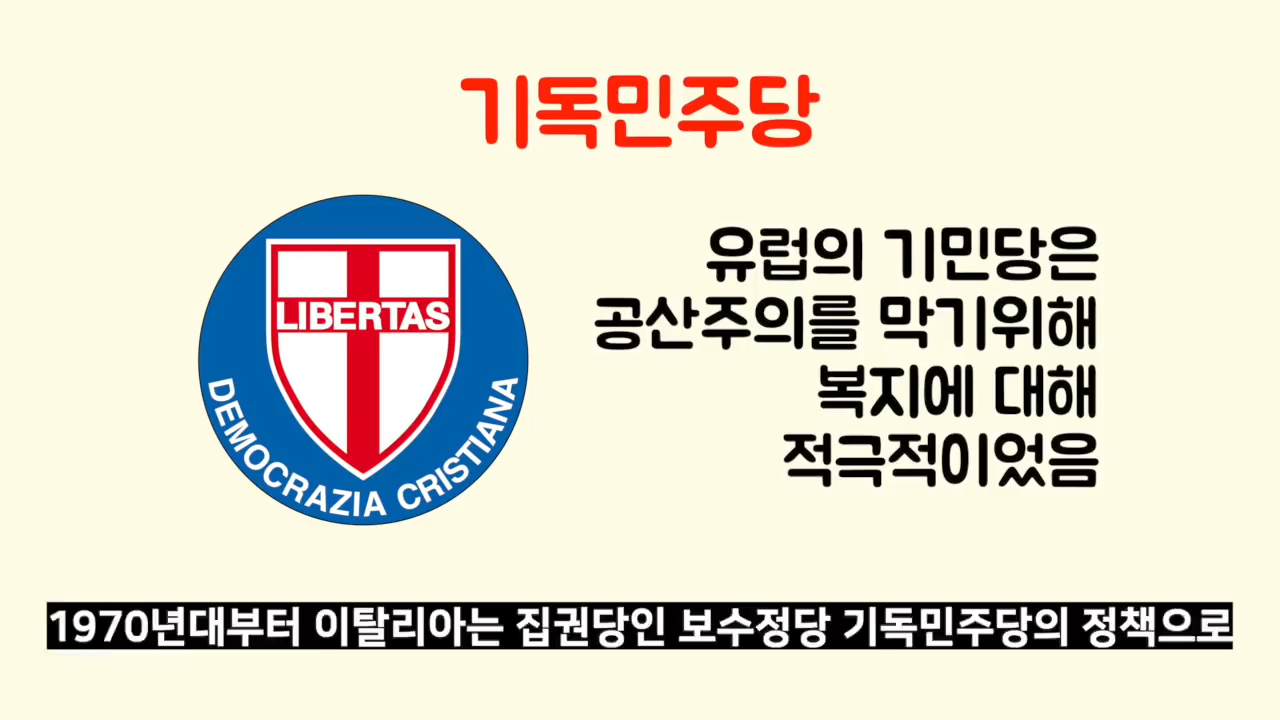 기독민주당
LIBERTAS
DEMOCRAZIA CRISTIANA
유럽의 기민당은
공산주의를 막기위해
복지에 대해
적극적이었음
1970년대부터 이탈리아는 집권당인 보수정당 기독민주당의 정책으로